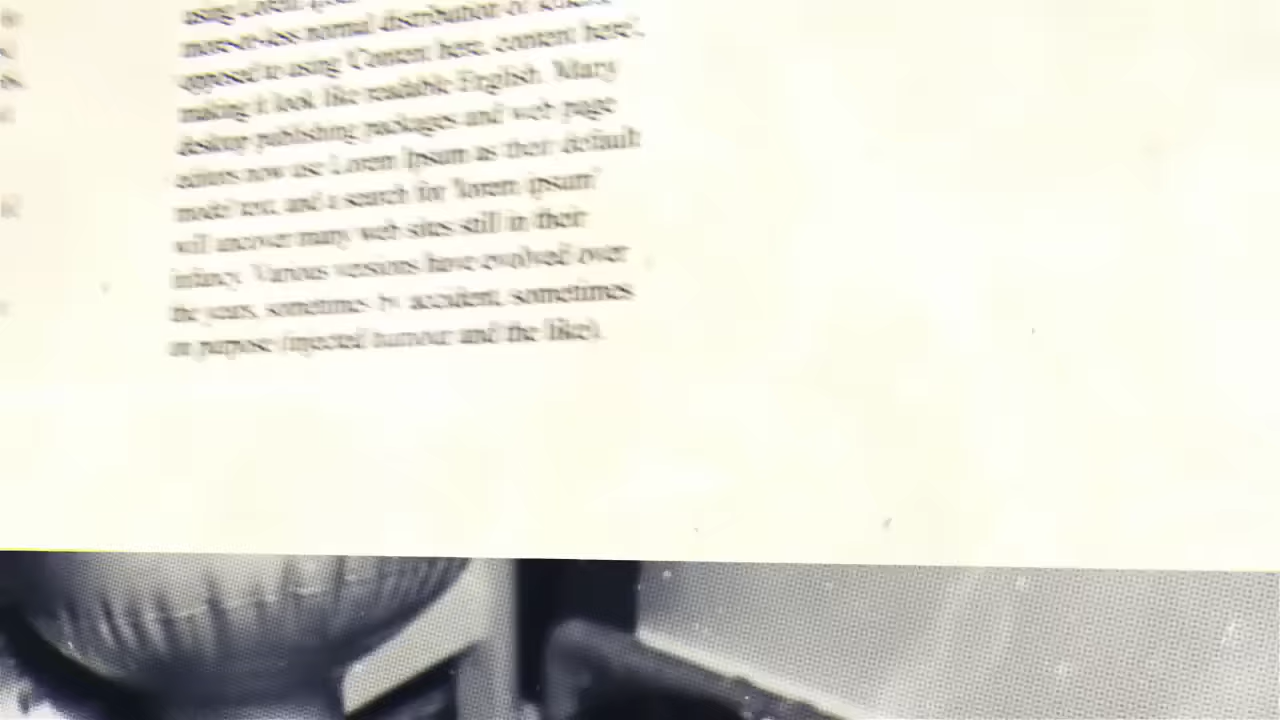 using Lorem
more-or-less normal distribution of
opposed to using 'Content here, content here',
making it look like readable English. Many
desktop publishing packages and web page
editors now use Lorem Ipsum as their default
model text, and a search for 'lorem ipsum'
will uncover many web sites still in their
infancy. Various versions have evolved over
the years, sometimes by accident, sometimes
on purpose (injected humour and the like).